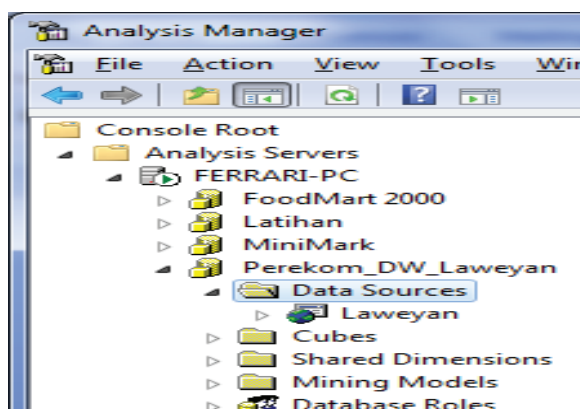 Analysis Manager
File Action View Tools Win
Console Root
Analysis Servers
FERRARI-PC
FoodMart 2000
Latihan
MiniMark
Perekom_DW_Laweyan
Data Sources
Laweyan
Cubes
Shared Dimensions
Mining Models
Database Roles